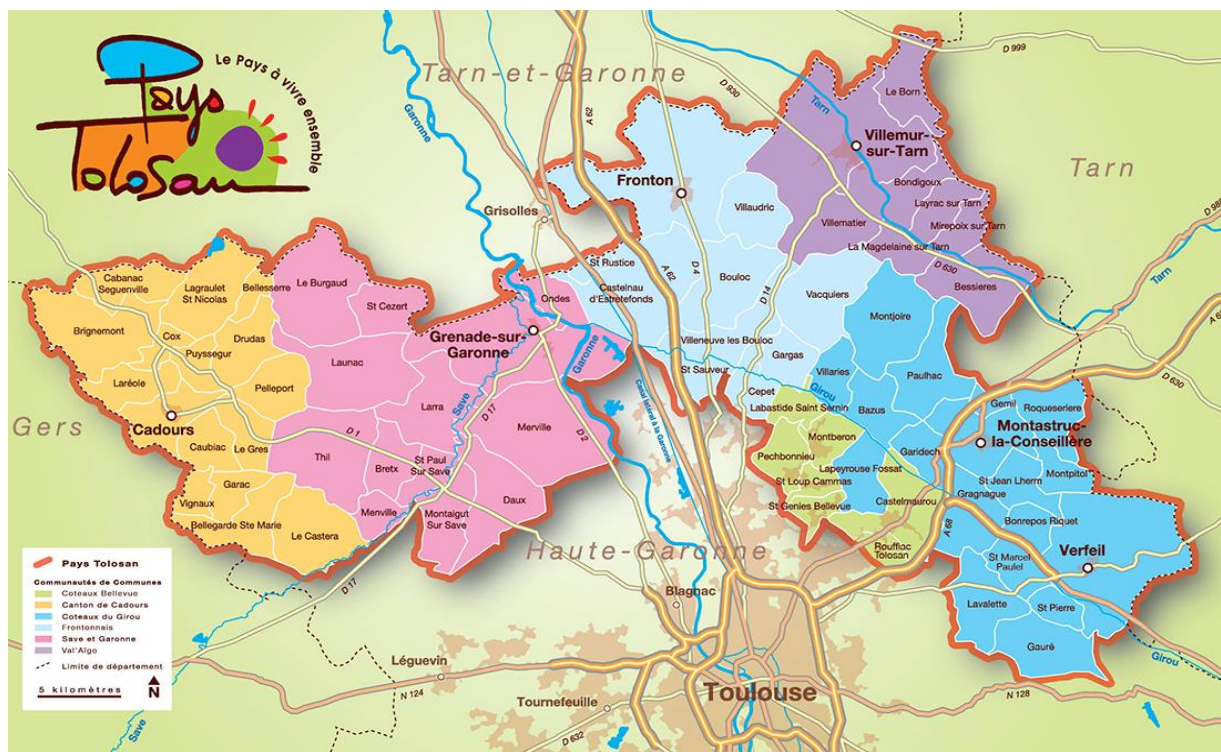 Pays
Tolosan
Le Pays à vivre ensemble
Tarn-et-Garonne
Tarn
Gers
Haute-Garonne
Garonne
A 62
D 930
D 999
Tarn
Le Born
Villemur-
sur-Tarn
Bondigoux
Layrac sur Tarn
Mirepoix sur Tarn
Villematier
La Magdelaine sur Tarn
D 630
Bessieres
Tarn
D 630
Fronton
Villaudric
Grisolles
St Rustice
Castelnau
d'Estretefonds
A 62
D 4
Bouloc
D 14
Vacquiers
Villeneuve les Bouloc
Gargas
St Sauveur
Cepet
Cabanac
Seguenville
Lagraulet
St Nicolas
Bellesserre
Brignemont
Cox
Drudas
Puyssegur
Laréole
Pelleport
Cadours
Caubiac
Le Gres
Garac
Vignaux
Bellegarde Ste Marie
Le Castera
Le Burgaud
St Cezert
Ondes
Grenade-sur-
Garonne
Garonne
Launac
Save
Larra
D 17
Merville
D 2
D 1
Thil
Bretx
St Paul
Sur Save
Menville
Montaigut
Sur Save
Daux
D 17
Canal latéral à la Garonne
Montjoire
Villaries
Paulhac
Girou
Bazus
Labastide Saint Sernin
Montberon
Pechbonnieu
Lapeyrouse Fossat
St Loup Cammas
St Genies Bellevue
Castelmaurou
Rouffiac
Tolosan
Garidech
Gemil
Roqueseriere
Montastruc-
la-Conseillère
St Jean Lherm
Montpitol
Gragnague
Bonrepos Riquet
A 68
St Marcel
Paulel
Verfeil
Lavalette
St Pierre
Gauré
Girou
Blagnac
Toulouse
Léguevin
N 124
Tournefeuille
D 632
N 128
Save
Pays Tolosan
Communautés de Communes
Coteaux Bellevue
Canton de Cadours
Coteaux du Girou
Frontonnais
Save et Garonne
Val'Aïgo
Limite de département
5 kilomètres
N